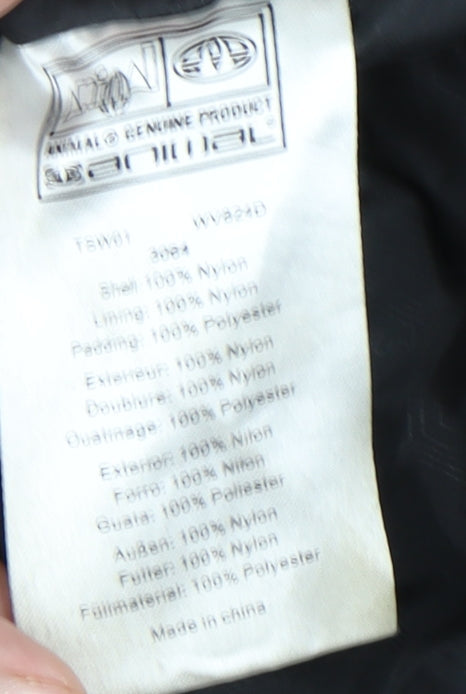 ANIMAL® GENUINE PRODUCT
animal
TSW01 WV824D
3064
Shell: 100% Nylon
Lining: 100% Nylon
Padding: 100% Polyester
Exterieur: 100% Nylon
Doublure: 100% Nylon
Ouatinage: 100% Polyester
Exterior: 100% Nilon
Forro: 100% Nilon
Guata: 100% Poliester
Außen: 100% Nylon
Futter: 100% Nylon
Füllmaterial: 100% Polyester
Made in china